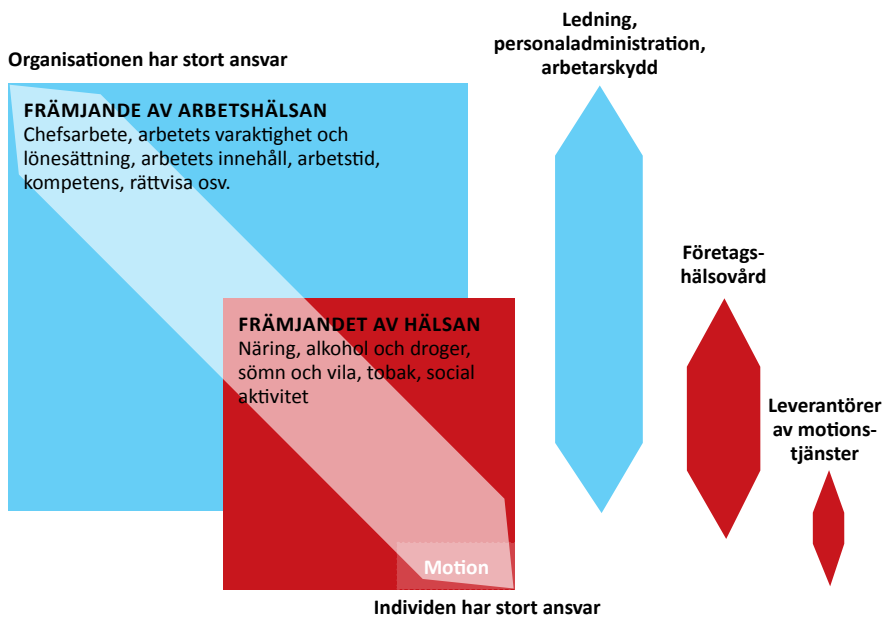 Organisationen har stort ansvar
FRÄMJANDE AV ARBETSHÄLSAN
Chefsarbete, arbetets varaktighet och
lönesättning, arbetets innehåll, arbetstid,
kompetens, rättvisa osv.
FRÄMJANDET AV HÄLSAN
Näring, alkohol och droger,
sömn och vila, tobak, social
aktivitet
Motion
Individen har stort ansvar
Ledning,
personaladministration,
arbetarskydd
Företags-
hälsovård
Leverantörer
av motions-
tjänster